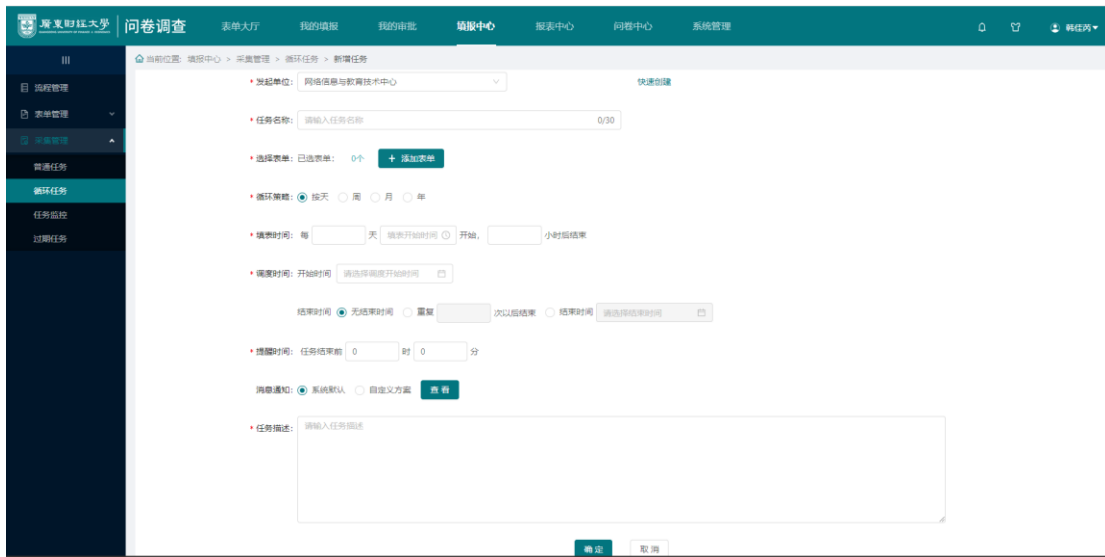 廣東財經大學 问卷调查 表单大厅 我的填报 我的审批 填报中心 报表中心 问卷中心 系统管理 韩佳芮
当前位置: 填报中心 > 采集管理 > 循环任务 > 新增任务
流程管理
表单管理
采集管理
普通任务
循环任务
任务监控
过期任务
* 发起单位: 网络信息与教育技术中心 快速创建
* 任务名称: 请输入任务名称 0/30
* 选择表单: 已选表单: 0个 + 添加表单
* 循环策略: 按天 周 月 年
* 填表时间: 每 天 填表开始时间 开始, 小时后结束
* 调度时间: 开始时间 请选择调度开始时间
结束时间 无结束时间 重复 次以后结束 结束时间 请选择结束时间
* 提醒时间: 任务结束前 0 时 0 分
消息通知: 系统默认 自定义方案 查看
* 任务描述: 请输入任务描述
确定 取消